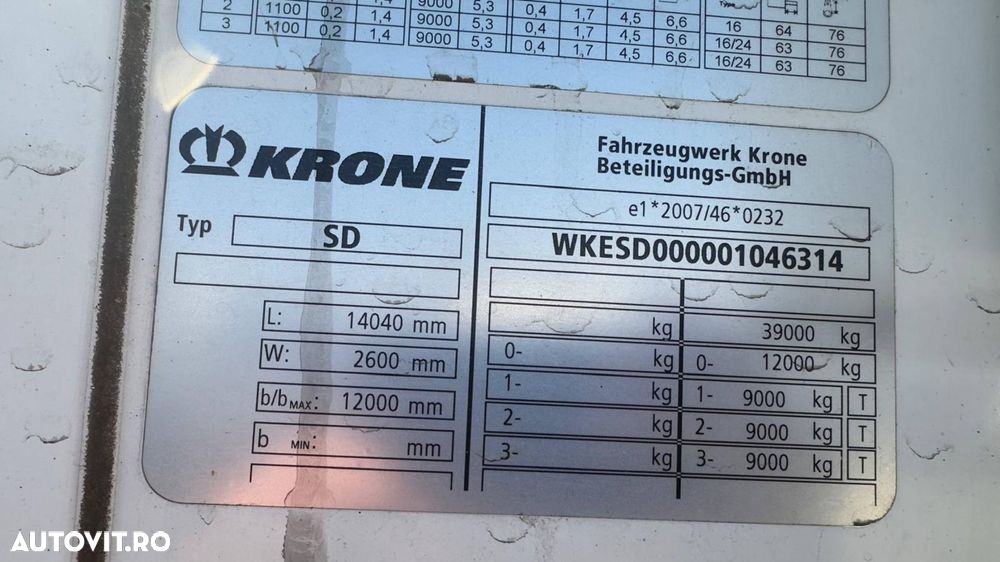 2 1100 0,2 1,4 9000 5,3 0,4 1,7 4,5 6,6 16 64 76
3 1100 0,2 1,4 9000 5,3 0,4 1,7 4,5 6,6 16/24 63 76
16/24 63 76
KRONE
Typ SD
L: 14040 mm
W: 2600 mm
b/b MAX: 12000 mm
b MIN: mm
Fahrzeugwerk Krone
Beteiligungs-GmbH
e1*2007/46*0232
WKESD000001046314
kg 39000 kg
0- kg 0- 12000 kg
1- kg 1- 9000 kg T
2- kg 2- 9000 kg T
3- kg 3- 9000 kg T
AUTOVIT.RO